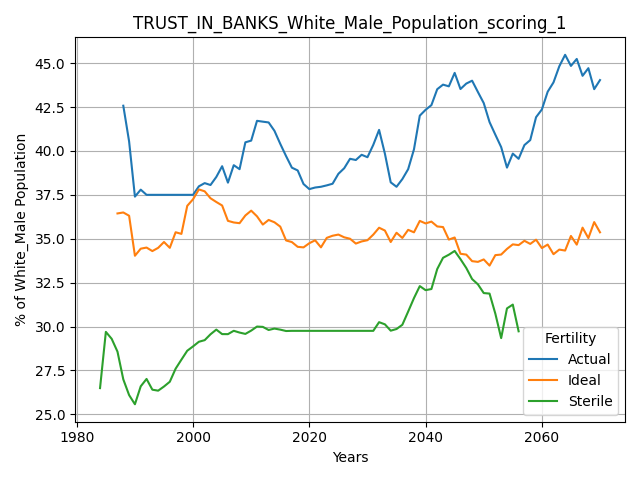 TRUST_IN_BANKS_White_Male_Population_scoring_1
% of White_Male Population
45.0
42.5
40.0
37.5
35.0
32.5
30.0
27.5
25.0
Fertility
Actual
Ideal
Sterile
1980
2000
2020
2040
2060
Years